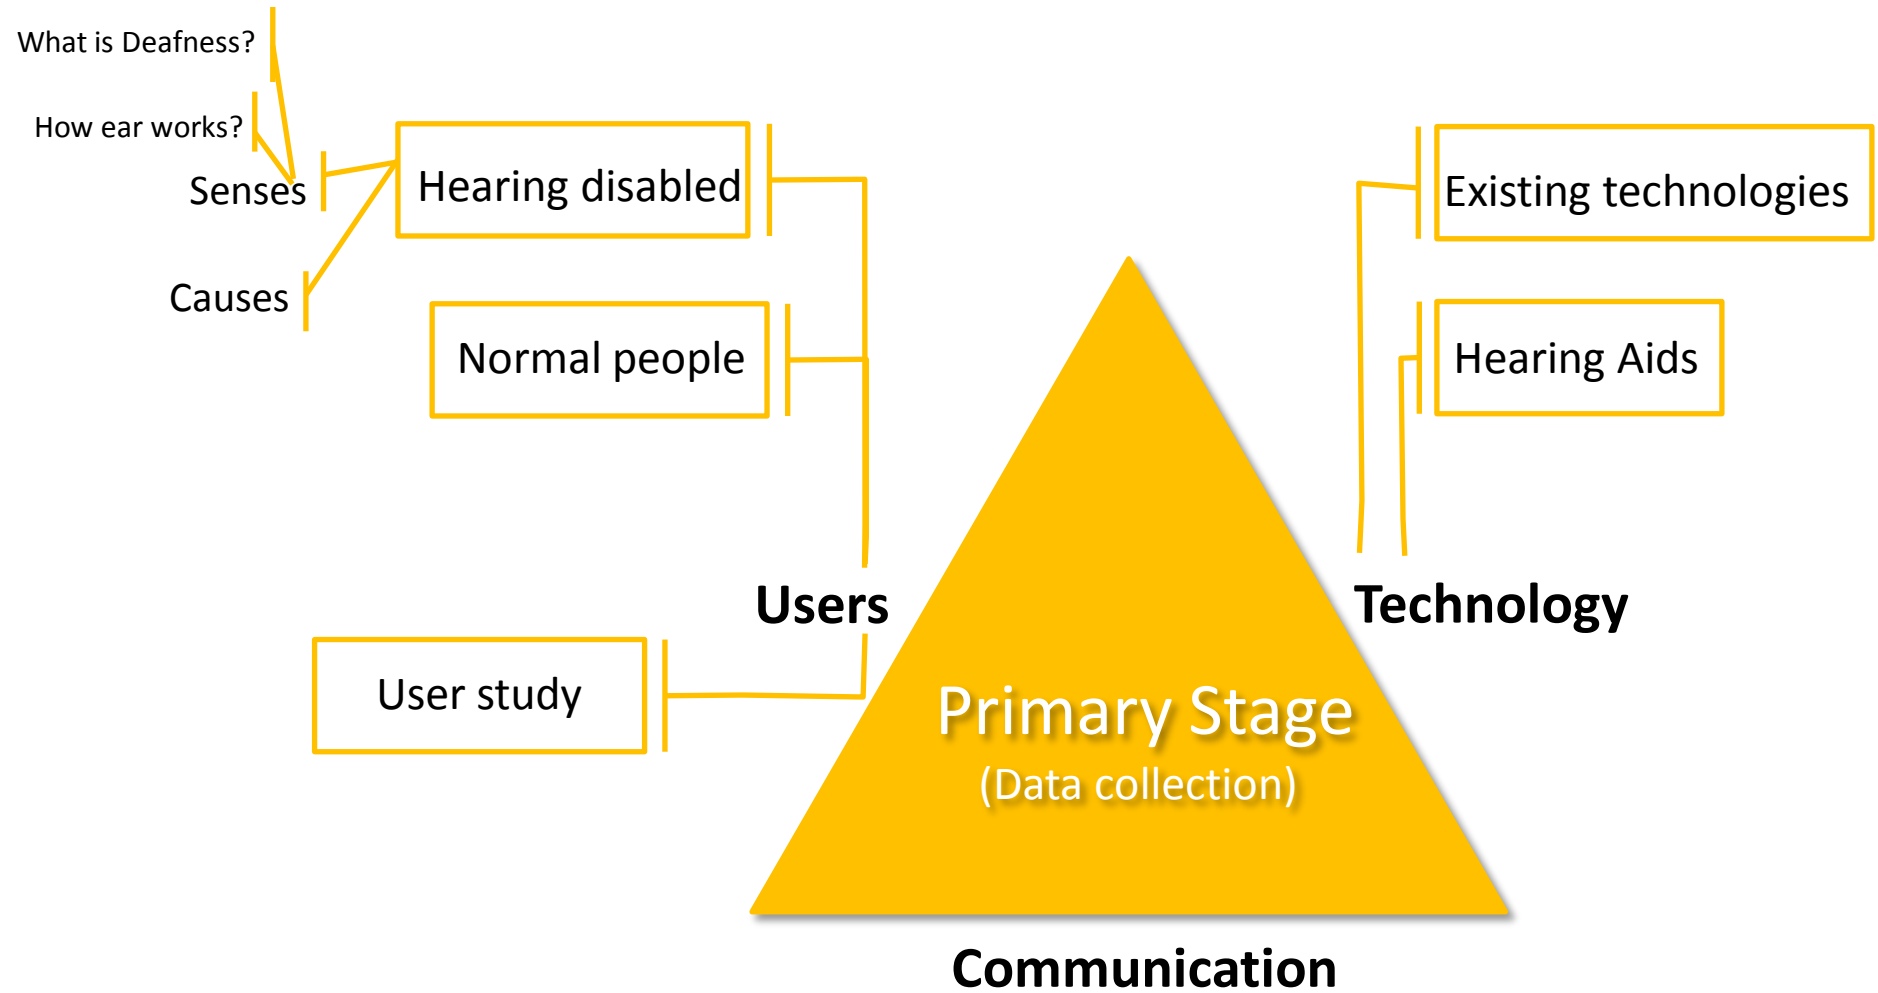 What is Deafness?
How ear works?
Senses
Causes
Hearing disabled
Normal people
Users
User study
Existing technologies
Hearing Aids
Technology
Primary Stage
(Data collection)
Communication